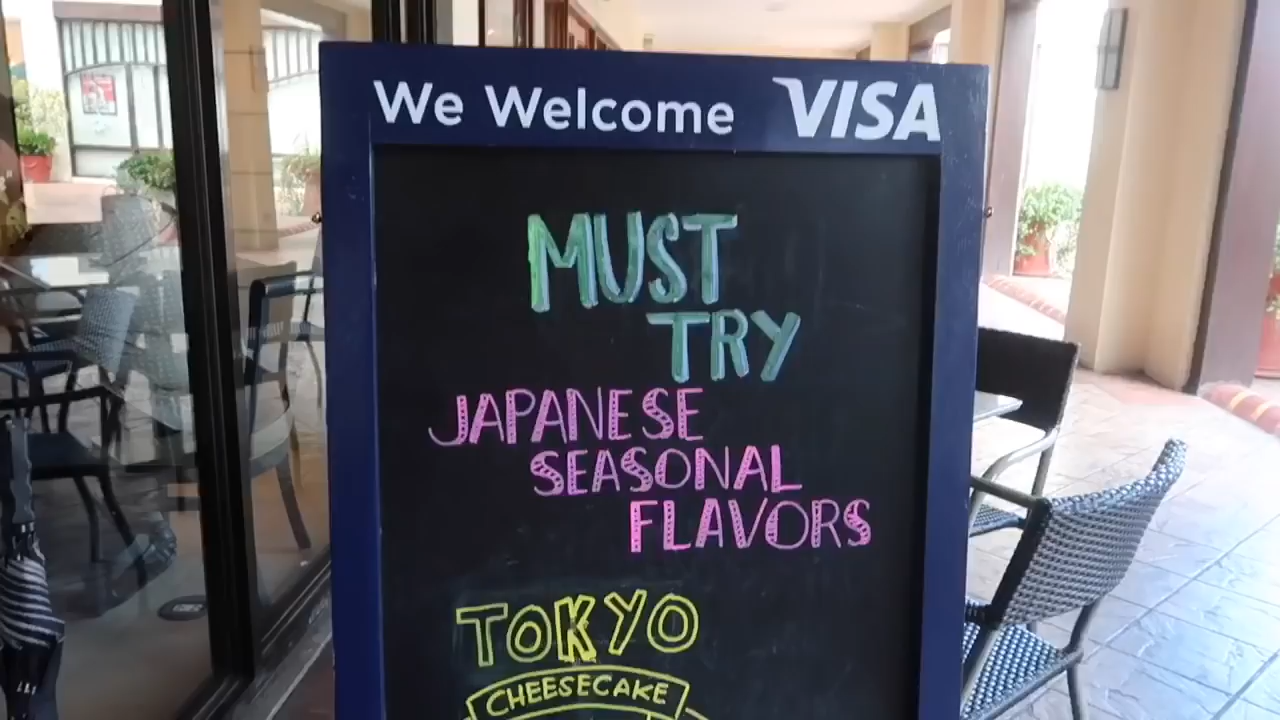 We Welcome VISA
MUST
TRY
JAPANESE
SEASONAL
FLAVORS
TOKYO
CHEESECAKE